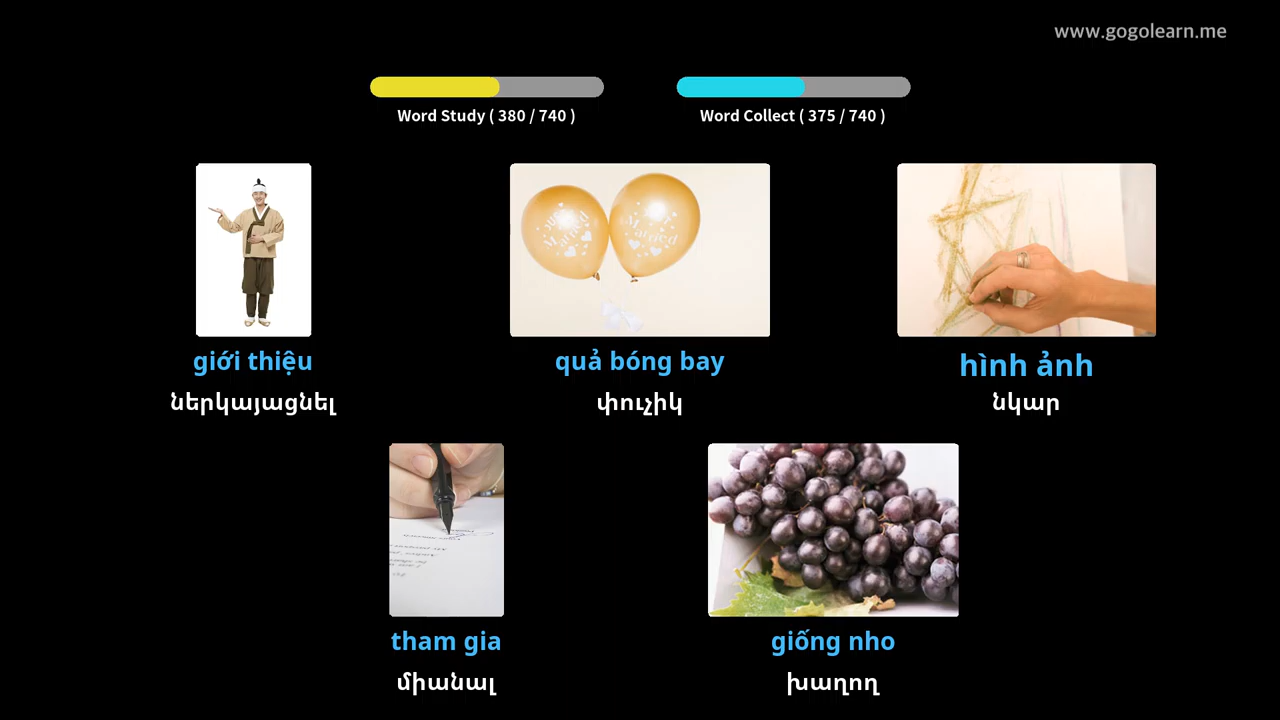 www.gogolearn.me
Word Study ( 380 / 740 )
Word Collect ( 375 / 740 )
giới thiệu
ներկայացնել
quả bóng bay
փուչիկ
hình ảnh
նկար
tham gia
միանալ
giống nho
խաղող